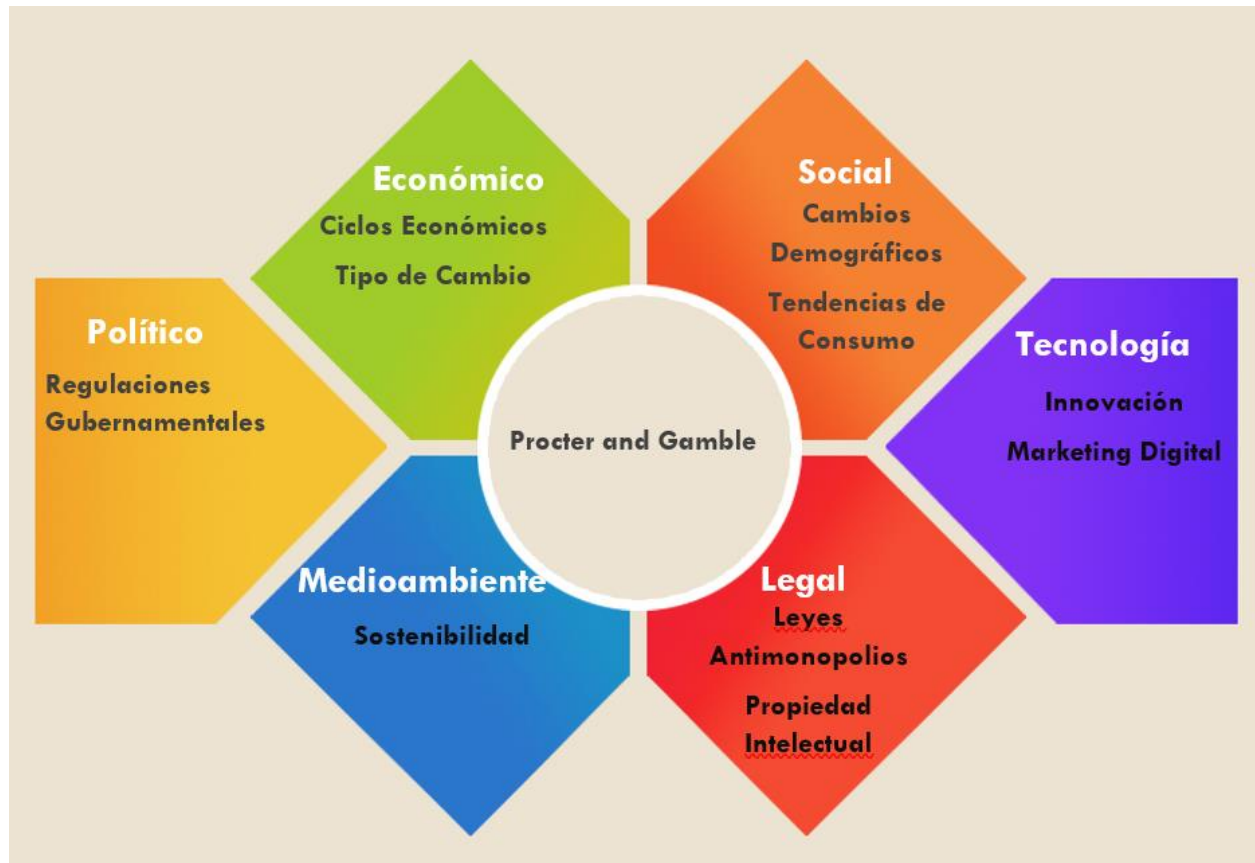 Económico
Ciclos Económicos
Tipo de Cambio
Social
Cambios
Demográficos
Tendencias de
Consumo
Político
Regulaciones
Gubernamentales
Procter and Gamble
Tecnología
Innovación
Marketing Digital
Medioambiente
Sostenibilidad
Legal
Leyes
Antimonopolios
Propiedad
Intelectual